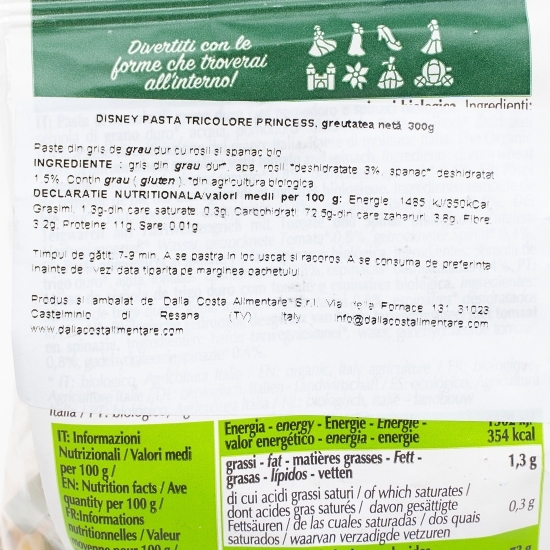 Divertiti con le
forme che troverai
all'interno!
Ingredienti:
DISNEY PASTA TRICOLORE PRINCESS, greutatea netă 300g
Paste din gris de grau dur cu rosii si spanac bio
INGREDIENTE : gris din grau dur*, apa, rosii *deshidratate 3%, spanac* deshidratat
1.5%. Contin grau ( gluten ). *din agricultura biologica
DECLARATIE NUTRITIONALA/valori medii per 100 g: Energie 1485 kJ/350kCal
Grasimi. 1.3g-din care saturate 0.3g. Carbohidrati 72.5g-din care zaharuri 3.8g. Fibre
3.2g. Proteine 11g. Sare: 0.01g
Timpul de gătit: 7-9 min. A se pastra in loc uscat si racoros. A se consuma de preferinta
inainte de: vezi data tiparita pe marginea pachetului.
Produs si ambalat de Dalla Costa Alimentare S.r.l. Via Fornace 131 31023
Castelminio di Resana (TV) Italy info@dallacostalimentare.com
www.dallacostalimentare.com
IT: Informazioni
Nutrizionali / Valori medi
per 100 g /
EN: Nutrition facts / Ave
quantity per 100 g /
FR:Informations
nutritionnelles / Valeur
moyenne pour 100 g /
Energia - energy - Énergie - Energie -
valor energético - energia - energie
354 kcal
grassi - fat - matières grasses - Fett -
grasas - lípidos - vetten
1,3 g
di cui acidi grassi saturi / of which saturates /
dont acides gras saturés / davon gesättigte
Fettsäuren / de las cuales saturadas / dos quais
saturados / waarvan verzadigde vetzuren
0,3 g